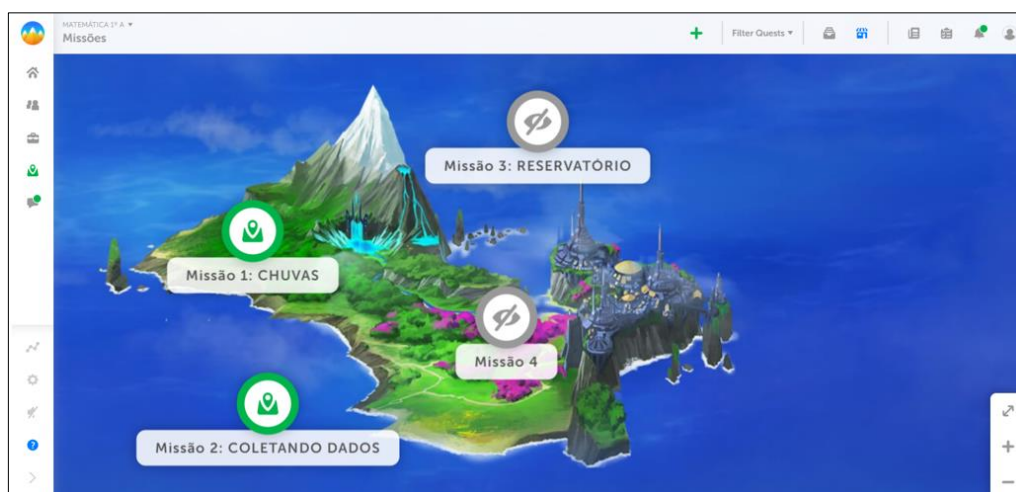 MATEMÁTICA 1º A
Missões
Filter Quests
Missão 3: RESERVATÓRIO
Missão 1: CHUVAS
Missão 4
Missão 2: COLETANDO DADOS